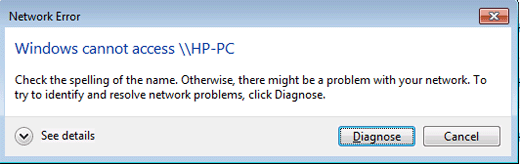 Network Error
Windows cannot access \\HP-PC
Check the spelling of the name. Otherwise, there might be a problem with your network. To
try to identify and resolve network problems, click Diagnose.
See details Diagnose Cancel